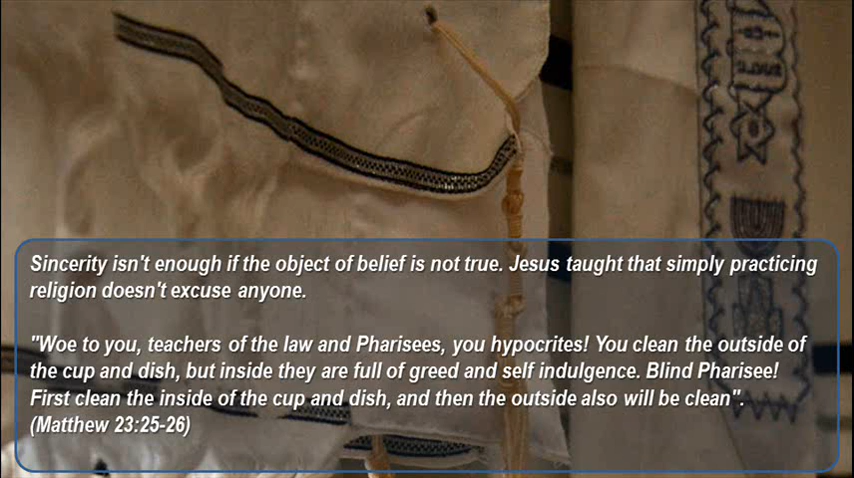 Sincerity isn't enough if the object of belief is not true. Jesus taught that simply practicing
religion doesn't excuse anyone.
"Woe to you, teachers of the law and Pharisees, you hypocrites! You clean the outside of
the cup and dish, but inside they are full of greed and self indulgence. Blind Pharisee!
First clean the inside of the cup and dish, and then the outside also will be clean".
(Matthew 23:25-26)